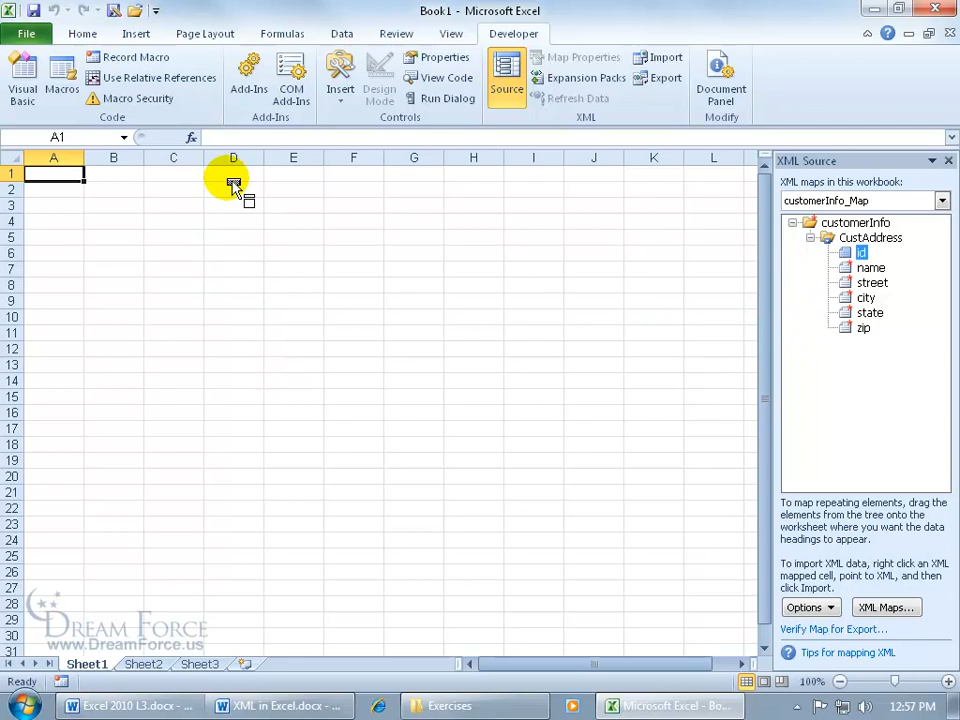 Book1 - Microsoft Excel
File Home Insert Page Layout Formulas Data Review View Developer
Visual Basic
Macros
Record Macro
Use Relative References
Macro Security
Code
Add-Ins
COM Add-Ins
Add-Ins
Insert
Design Mode
Properties
View Code
Run Dialog
Controls
Source
Map Properties
Expansion Packs
Refresh Data
Import
Export
XML
Document Panel
Modify
A1
fx
A B C D E F G H I J K L
1
2
3
4
5
6
7
8
9
10
11
12
13
14
15
16
17
18
19
20
21
22
23
24
25
26
27
28
29
30
31
XML Source
XML maps in this workbook:
customerInfo_Map
customerInfo
CustAddress
id
name
street
city
state
zip
To map repeating elements, drag the
elements from the tree onto the
worksheet where you want the data
headings to appear.
To import XML data, right click an XML
mapped cell, point to XML, and then
click Import.
Options XML Maps...
Verify Map for Export...
Tips for mapping XML
DREAM FORCE
www.DreamForce.us
Sheet1 Sheet2 Sheet3
Ready 100%
Excel 2010 L3.docx - ... XML in Excel.docx - ... Exercises Microsoft Excel - Bo... 12:57 PM